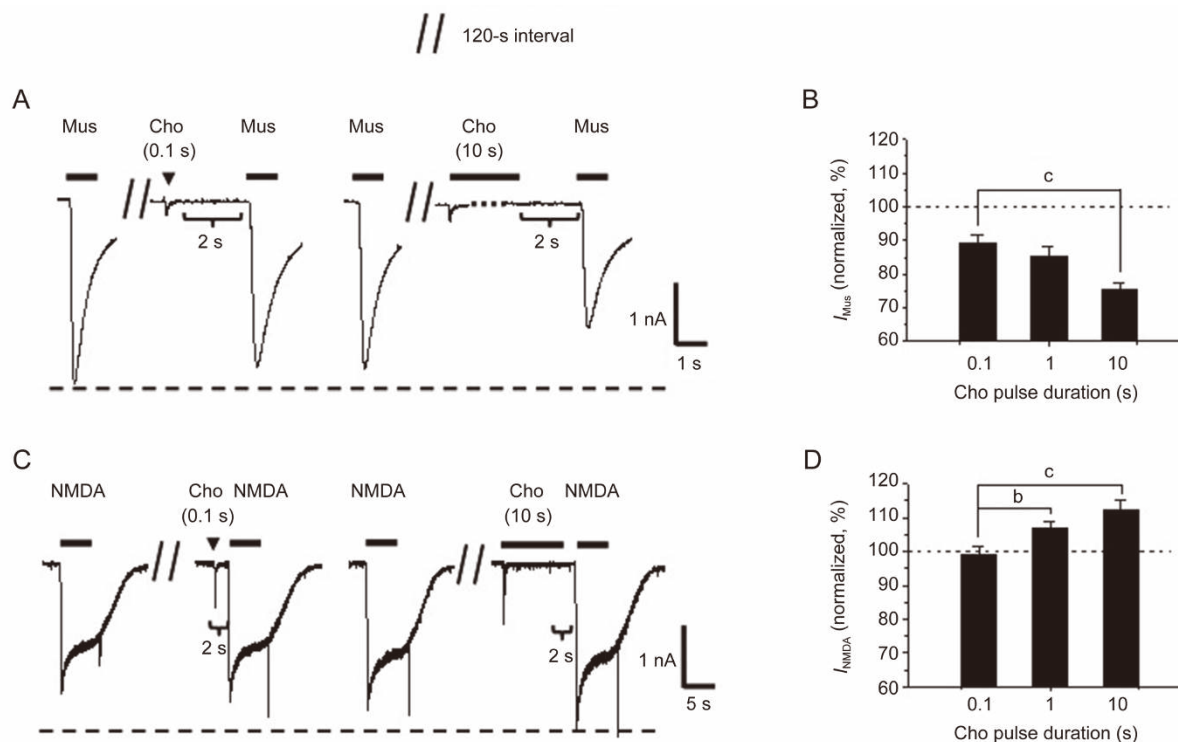 120-s interval
A
Mus Cho Mus Mus Cho Mus
(0.1 s) (10 s)
2 s 2 s
1 nA
1 s
B
120
110
100
90
80
70
60
c
I Mus (normalized, %)
0.1 1 10
Cho pulse duration (s)
C
NMDA Cho NMDA NMDA Cho NMDA
(0.1 s) (10 s)
2 s 2 s
1 nA
5 s
D
120
110
100
90
80
70
60
c
b
I NMDA (normalized, %)
0.1 1 10
Cho pulse duration (s)